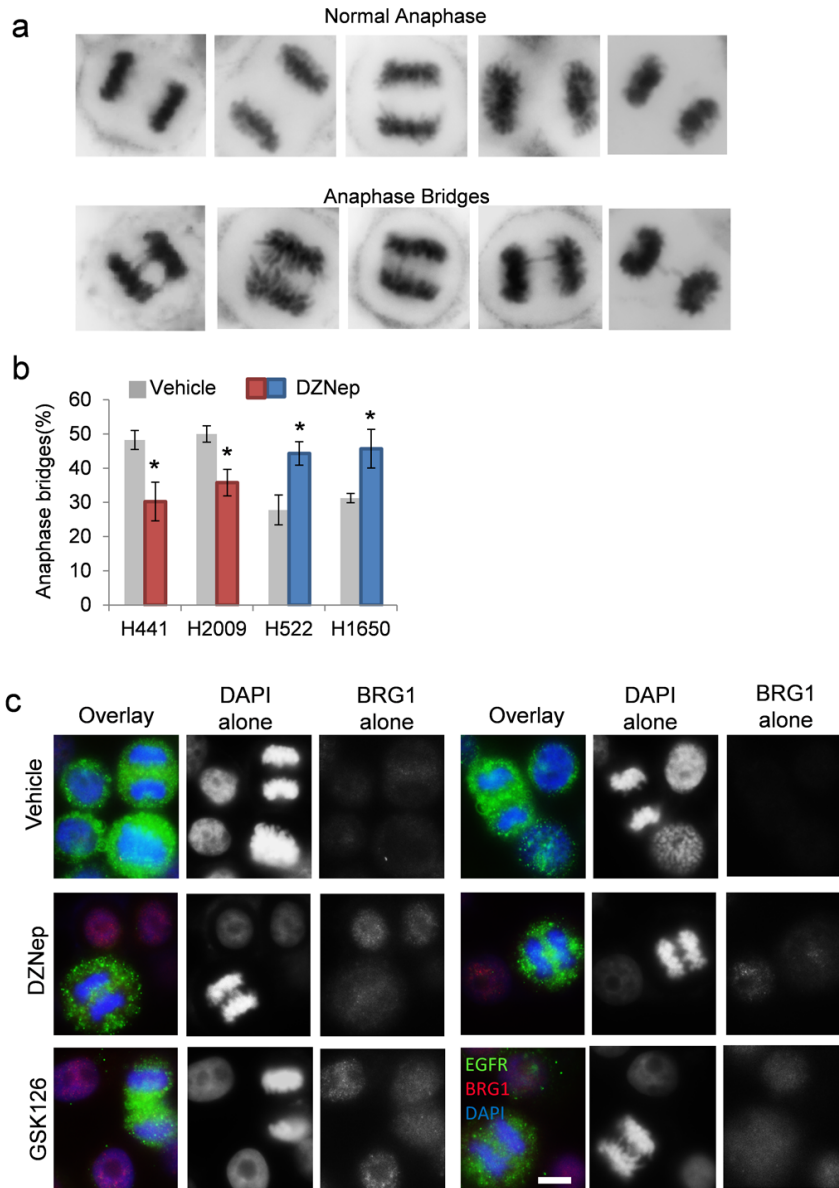 a
Normal Anaphase
Anaphase Bridges
b
Vehicle DZNep
Anaphase bridges(%)
60
50
40
30
20
10
0
* * * *
H441 H2009 H522 H1650
c
Overlay DAPI alone BRG1 alone Overlay DAPI alone BRG1 alone
Vehicle
DZNep
GSK126
EGFR
BRG1
DAPI